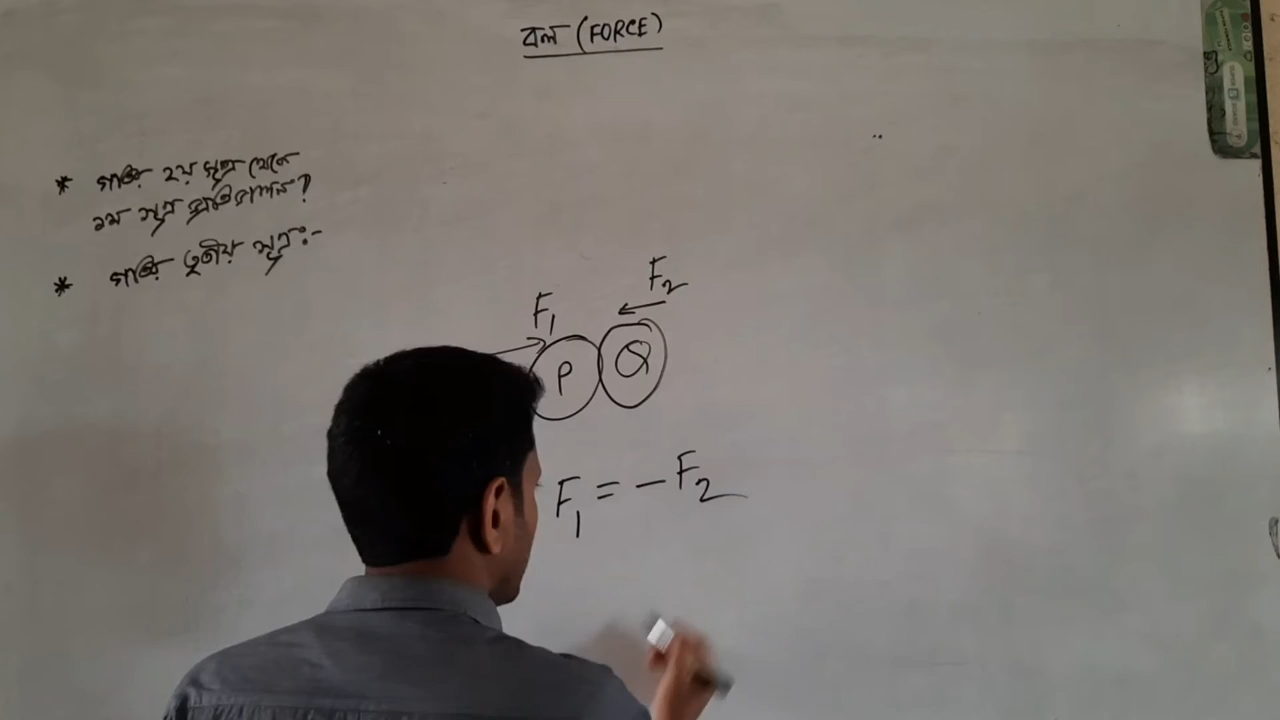 বল (FORCE)
* গতির ২য় সূত্র থেকে
১ম সূত্র প্রতিপাদন?
* গতির তৃতীয় সূত্র:-
F₁
F₂
P
Q
F₁ = -F₂